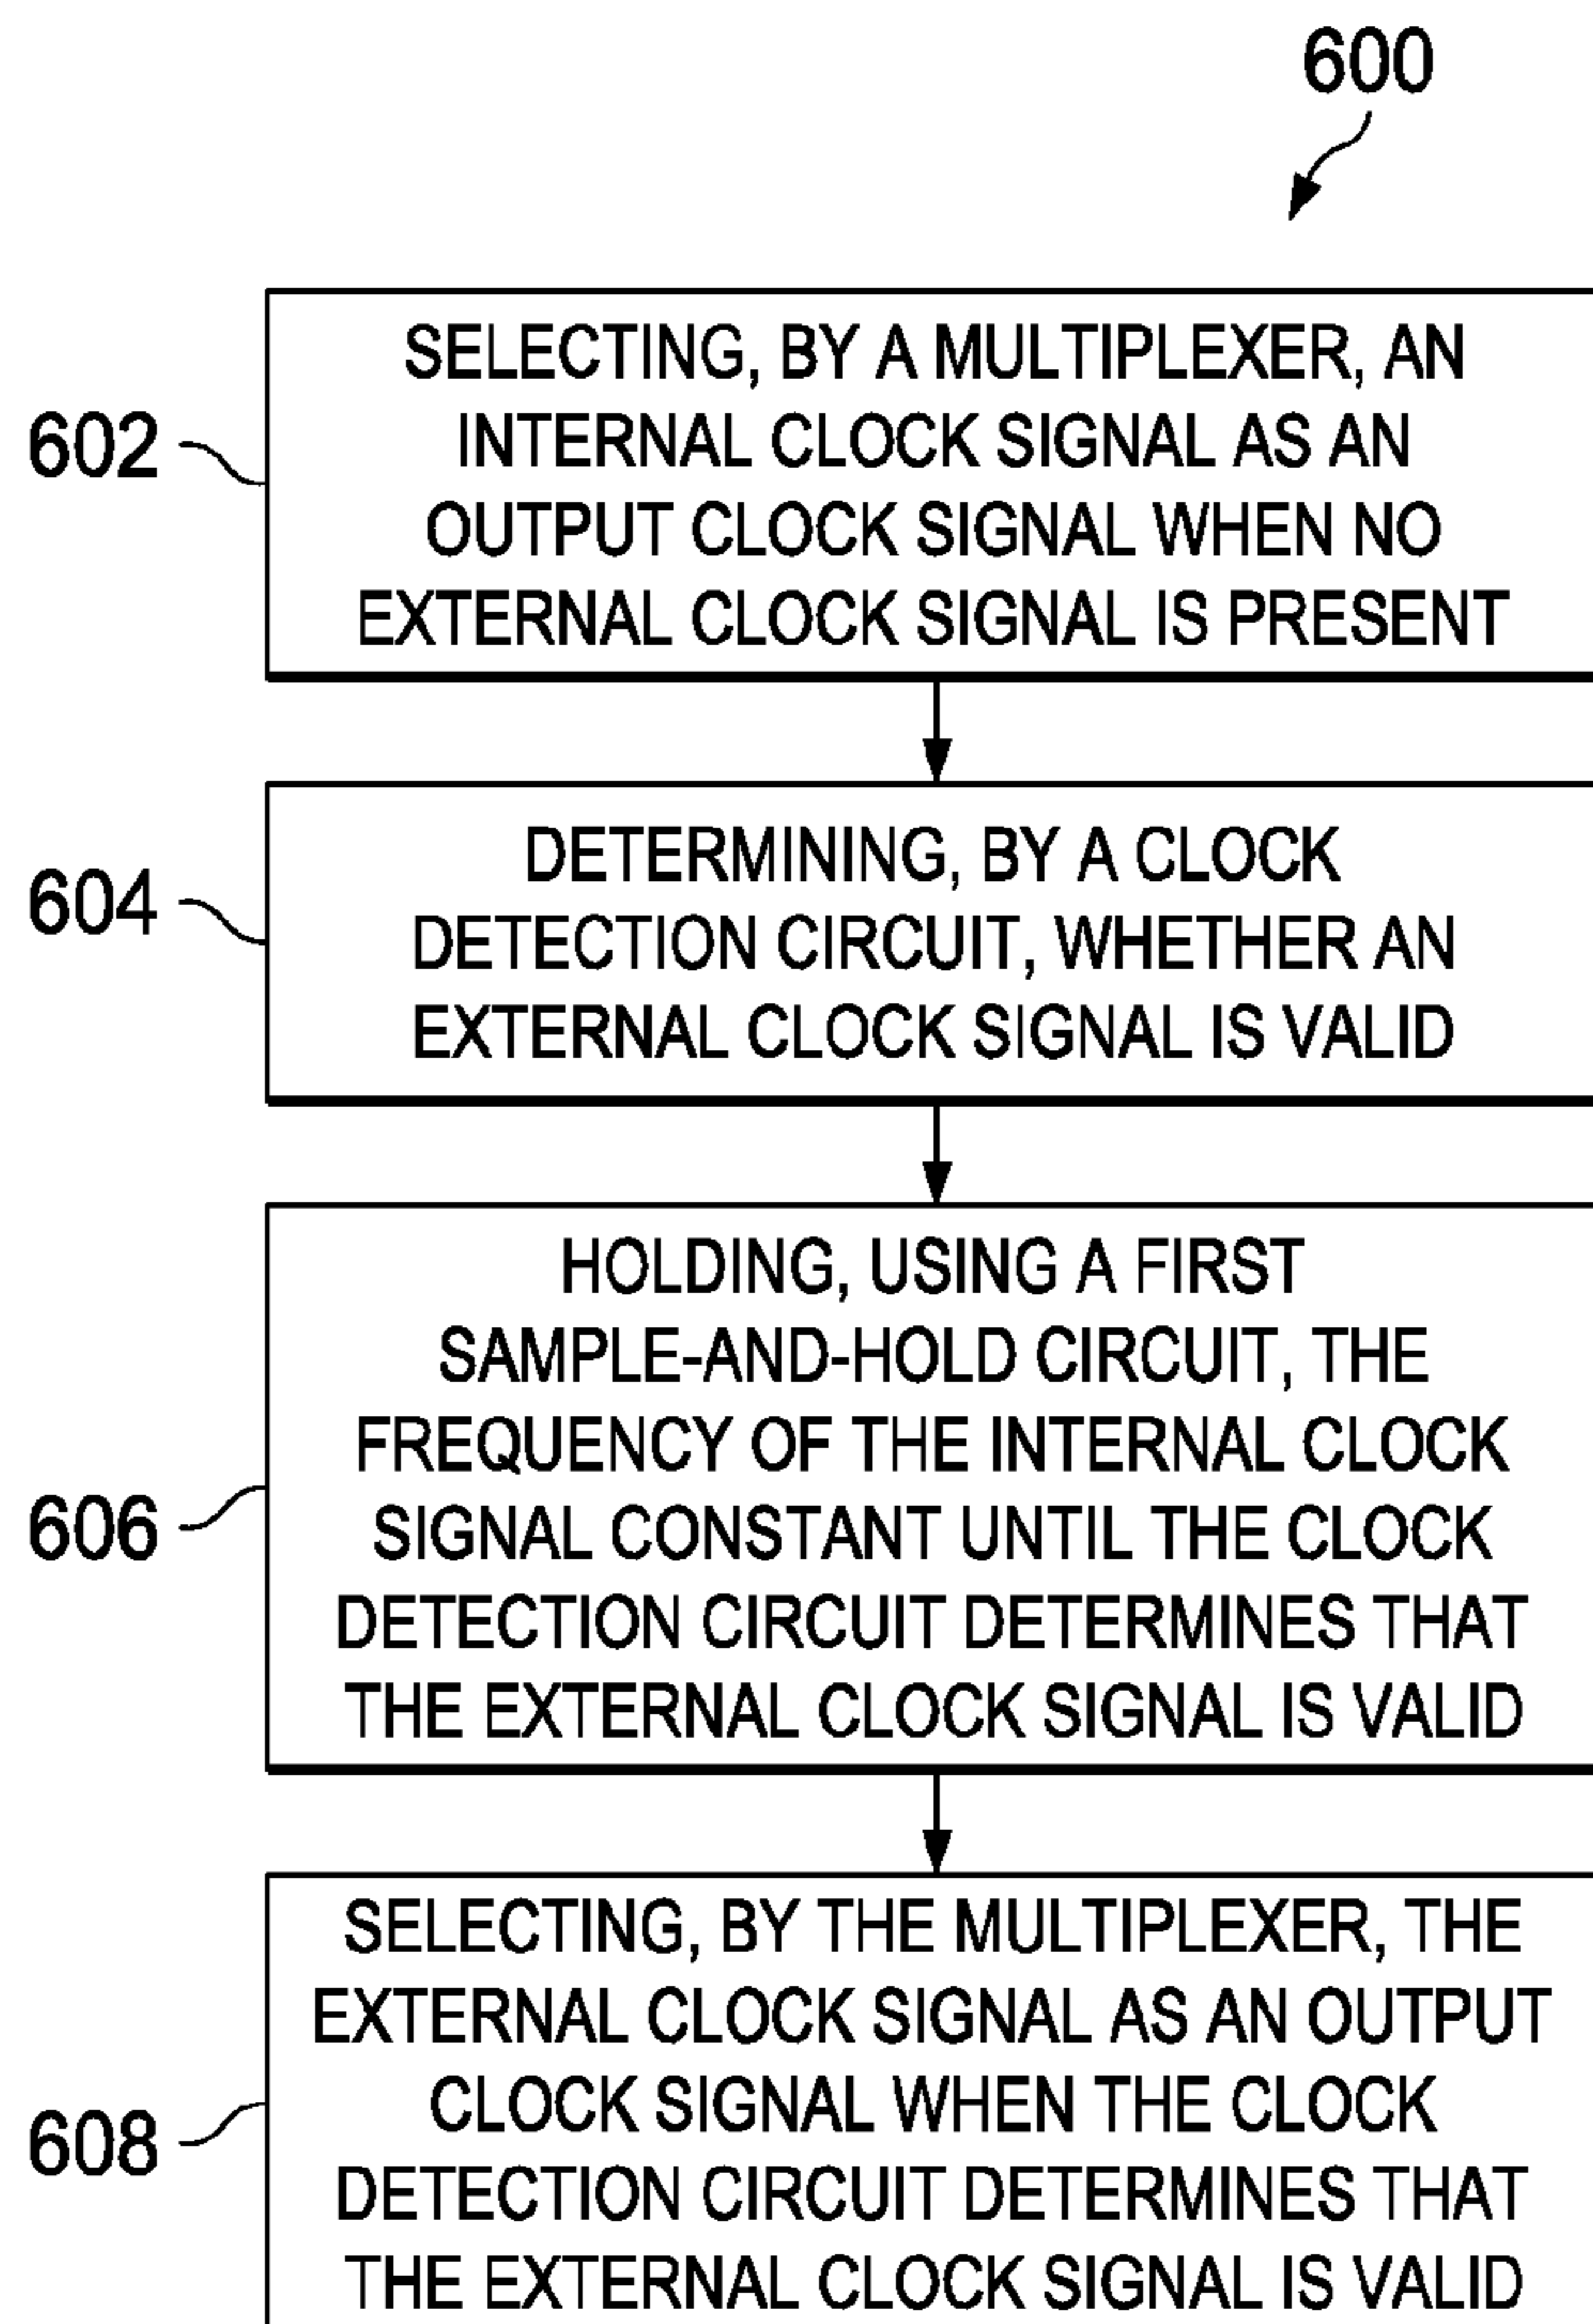 600
602
SELECTING, BY A MULTIPLEXER, AN
INTERNAL CLOCK SIGNAL AS AN
OUTPUT CLOCK SIGNAL WHEN NO
EXTERNAL CLOCK SIGNAL IS PRESENT
604
DETERMINING, BY A CLOCK
DETECTION CIRCUIT, WHETHER AN
EXTERNAL CLOCK SIGNAL IS VALID
606
HOLDING, USING A FIRST
SAMPLE-AND-HOLD CIRCUIT, THE
FREQUENCY OF THE INTERNAL CLOCK
SIGNAL CONSTANT UNTIL THE CLOCK
DETECTION CIRCUIT DETERMINES THAT
THE EXTERNAL CLOCK SIGNAL IS VALID
608
SELECTING, BY THE MULTIPLEXER, THE
EXTERNAL CLOCK SIGNAL AS AN OUTPUT
CLOCK SIGNAL WHEN THE CLOCK
DETECTION CIRCUIT DETERMINES THAT
THE EXTERNAL CLOCK SIGNAL IS VALID